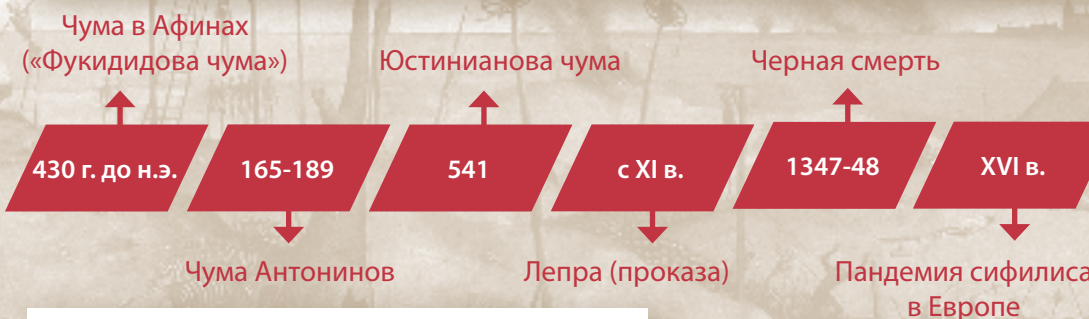 Чума в Афинах
(«Фукидидова чума»)
Юстинианова чума
Черная смерть
430 г. до н.э.
165-189
541
с XI в.
1347-48
XVI в.
Чума Антонинов
Лепра (проказа)
Пандемия сифилиса
в Европе